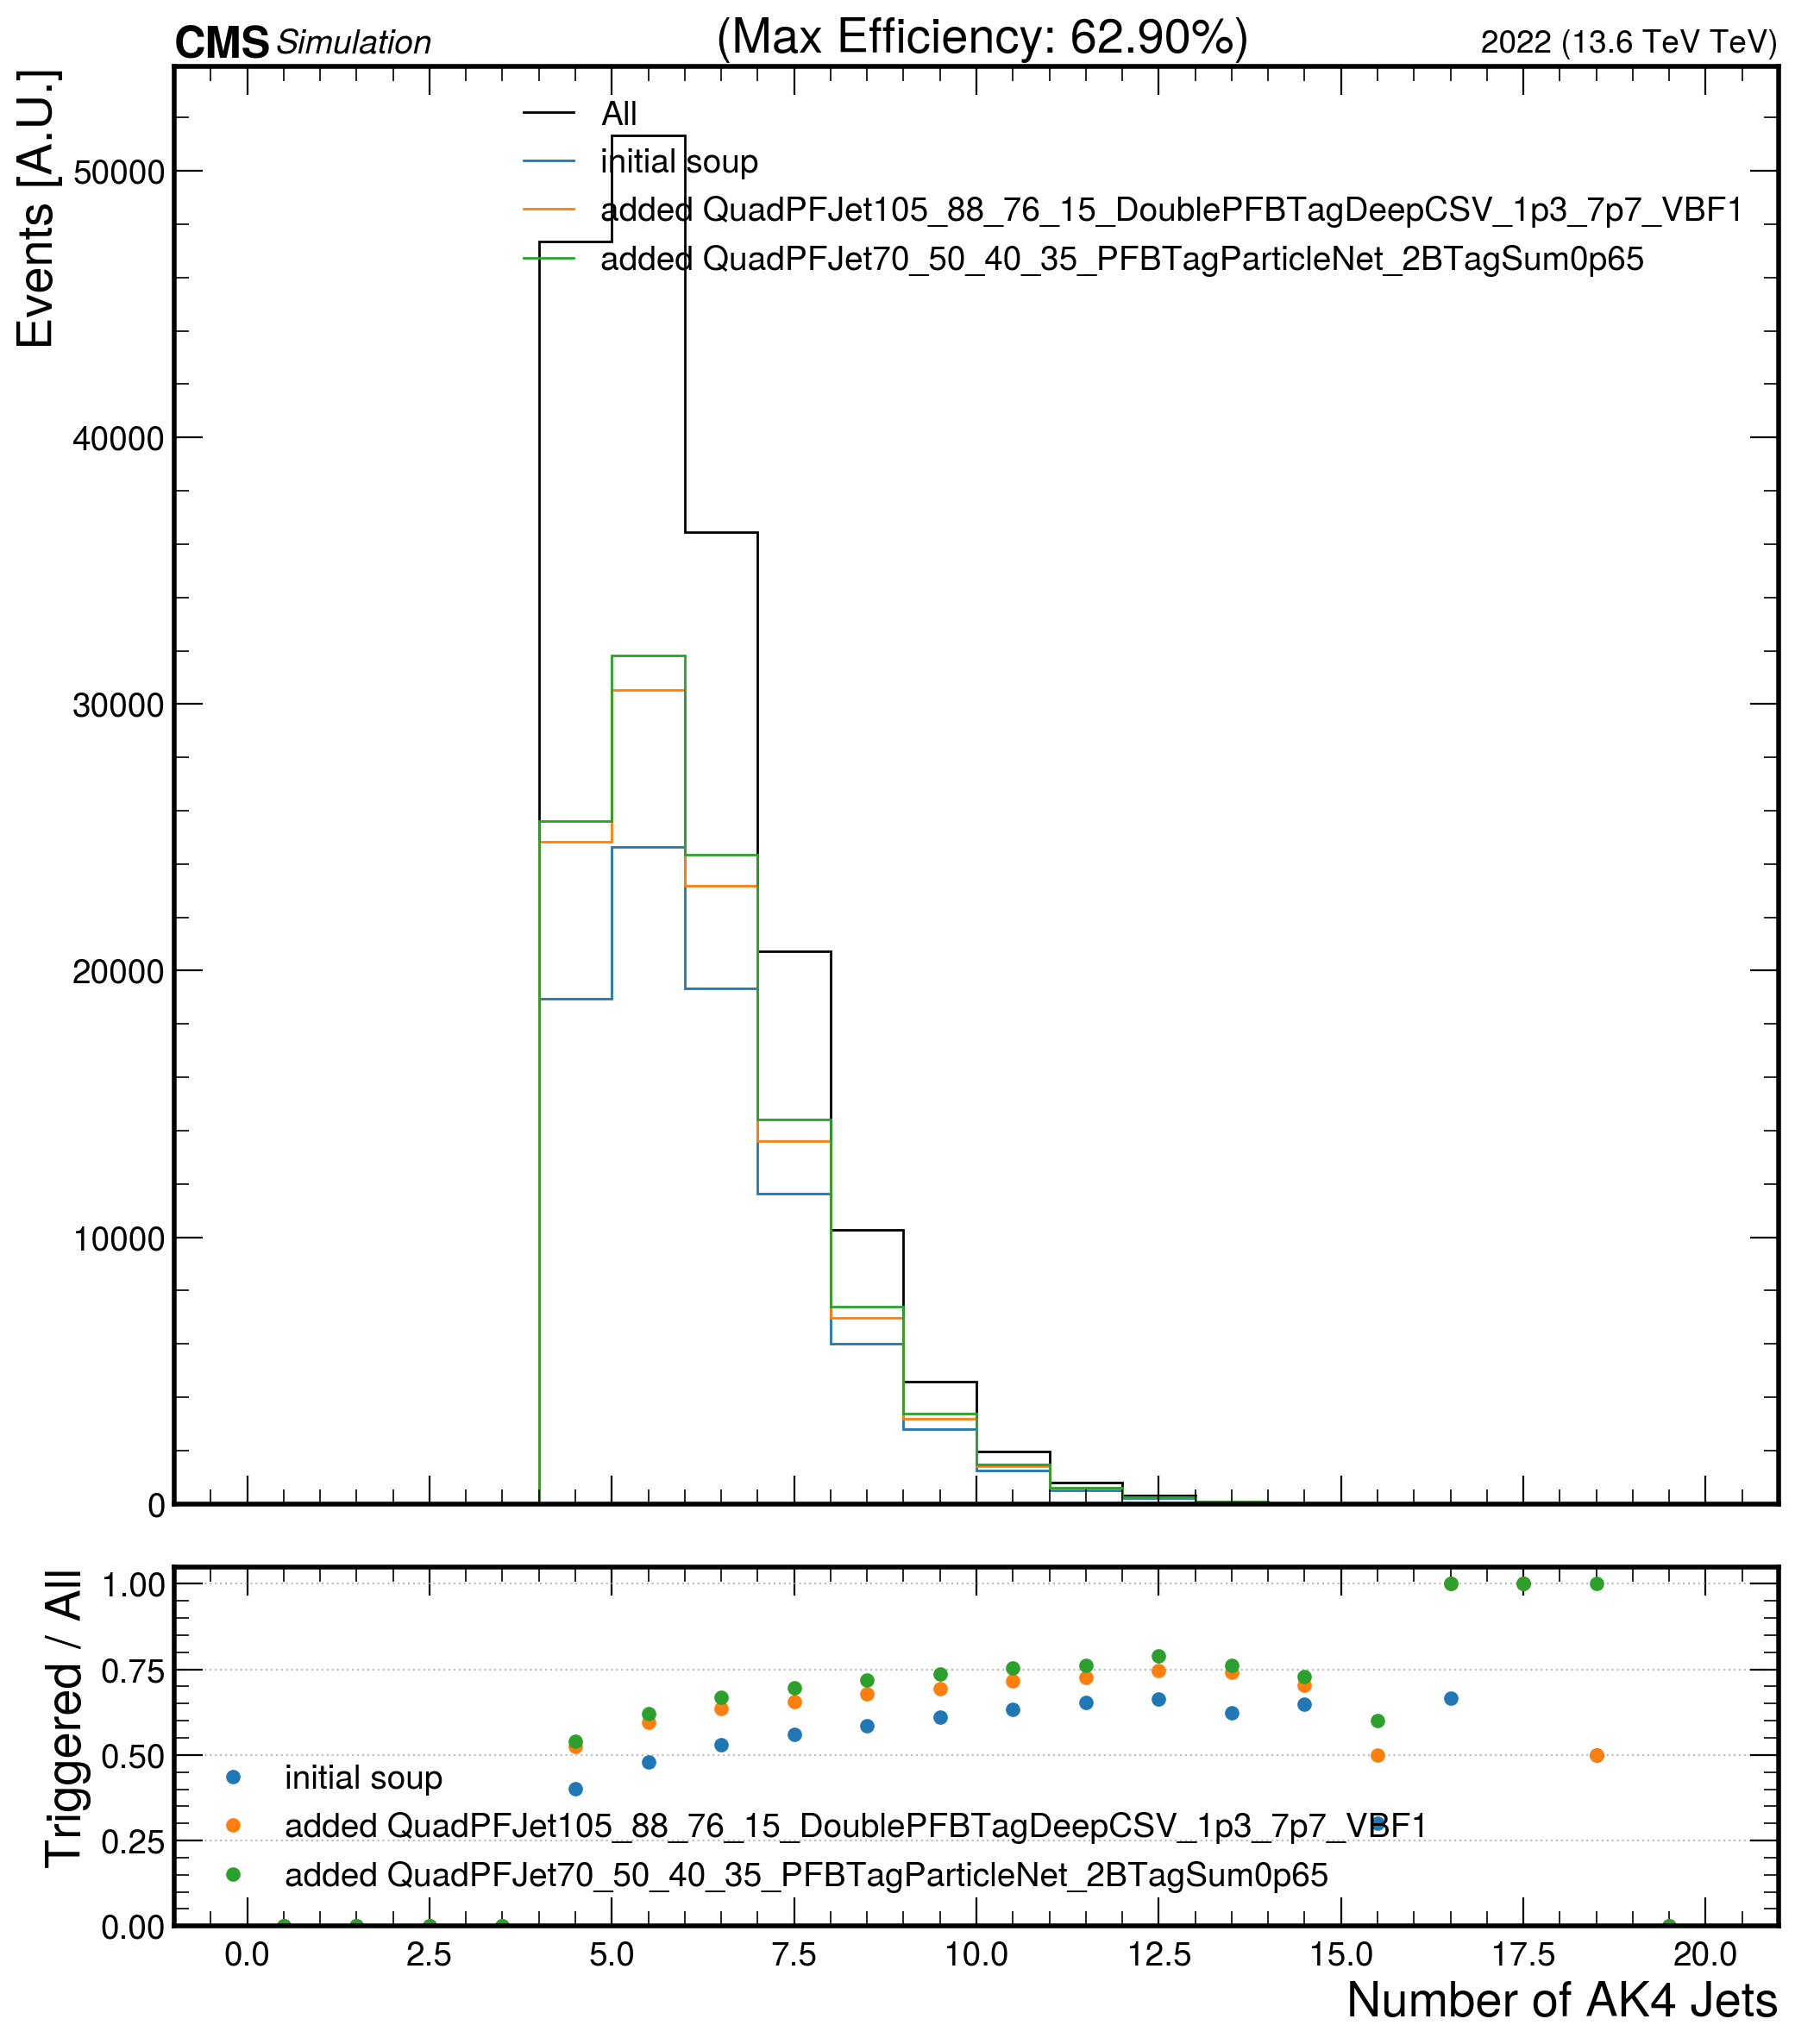 CMS Simulation (Max Efficiency: 62.90%) 2022 (13.6 TeV TeV)
Events [A.U.]
All
initial soup
added QuadPFJet105_88_76_15_DoublePFBTagDeepCSV_1p3_7p7_VBF1
added QuadPFJet70_50_40_35_PFBTagParticleNet_2BTagSum0p65
50000
40000
30000
20000
10000
0
Triggered / All
1.00
0.75
0.50
0.25
0.00
initial soup
added QuadPFJet105_88_76_15_DoublePFBTagDeepCSV_1p3_7p7_VBF1
added QuadPFJet70_50_40_35_PFBTagParticleNet_2BTagSum0p65
0.0 2.5 5.0 7.5 10.0 12.5 15.0 17.5 20.0
Number of AK4 Jets